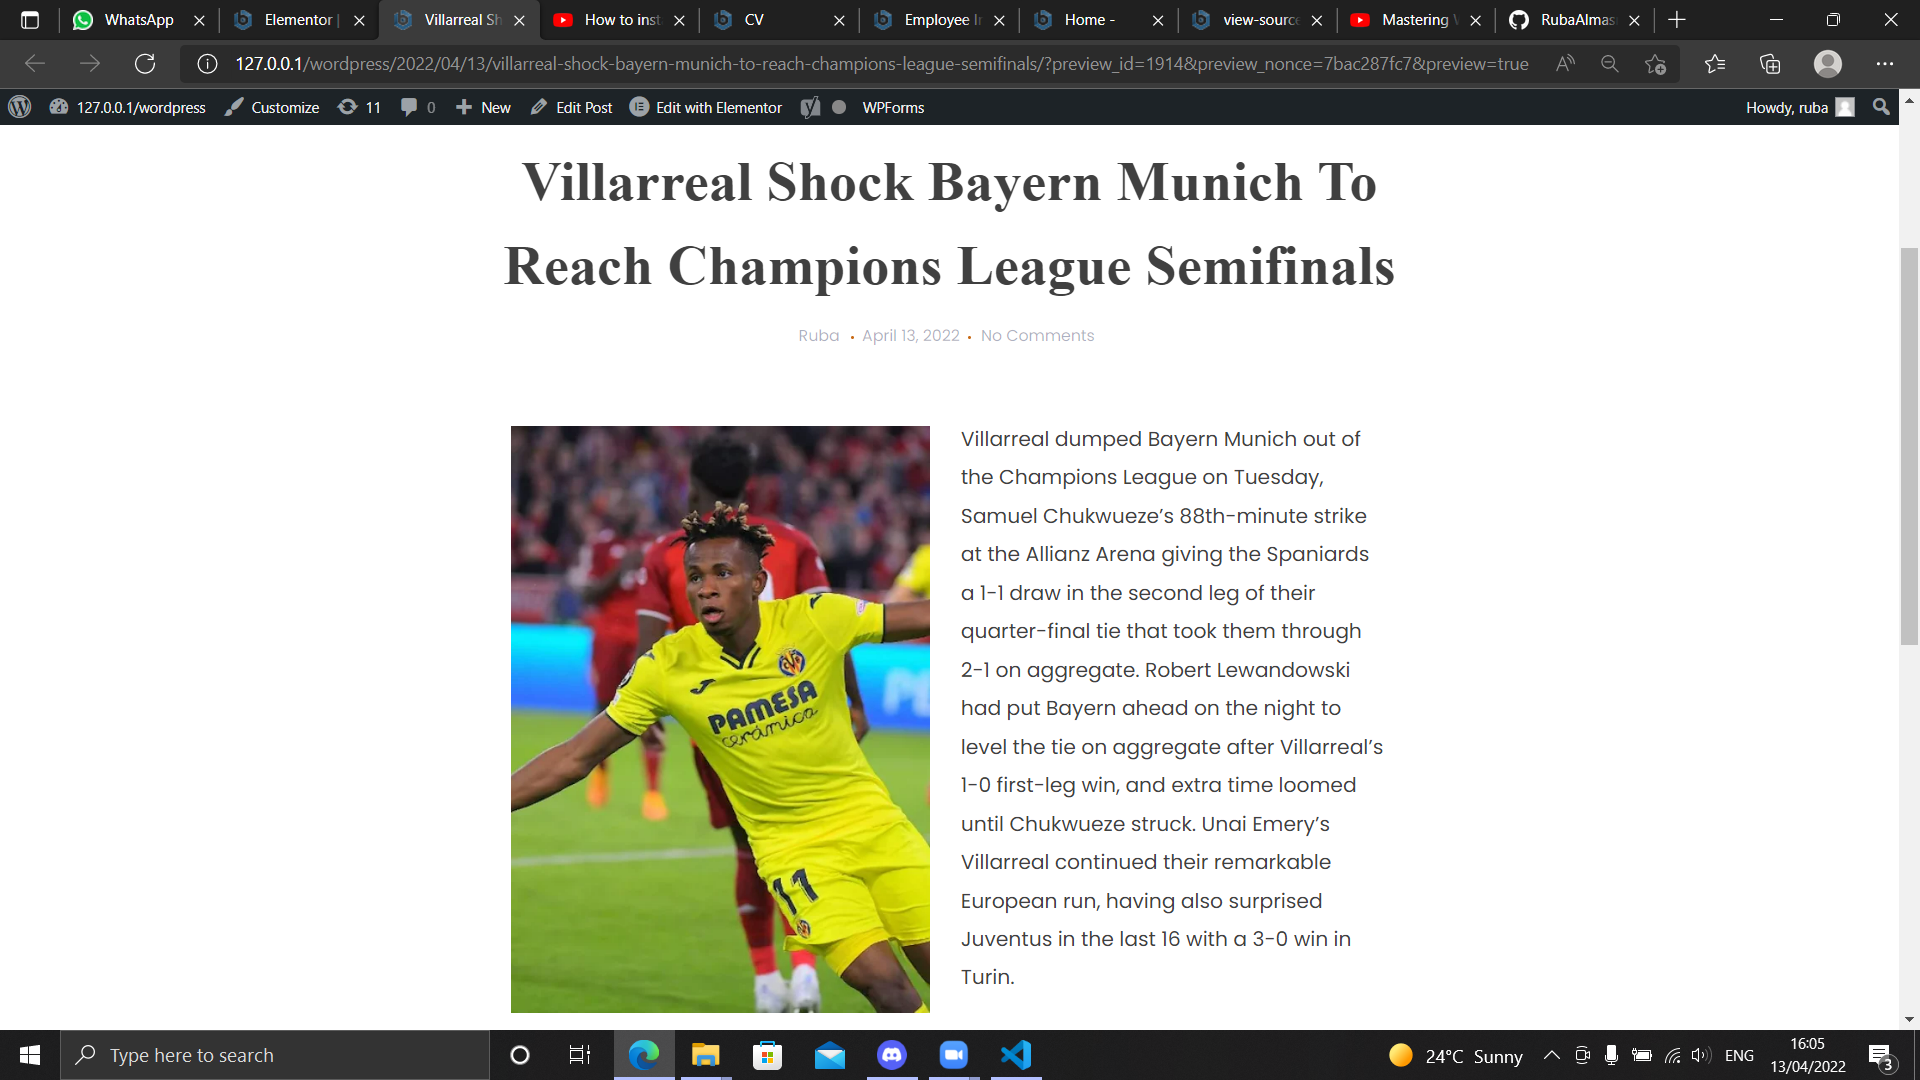 WhatsApp
Elementor |
Villarreal Sh
How to inst
CV
Employee In
Home -
view-source
Mastering
RubaAlmas
127.0.0.1/wordpress/2022/04/13/villarreal-shock-bayern-munich-to-reach-champions-league-semifinals/?preview_id=1914&preview_nonce=7bac287fc7&preview=true
127.0.0.1/wordpress
Customize
11
0
New
Edit Post
Edit with Elementor
WPForms
Howdy, ruba
Villarreal Shock Bayern Munich To
Reach Champions League Semifinals
Ruba • April 13, 2022 • No Comments
Villarreal dumped Bayern Munich out of
the Champions League on Tuesday,
Samuel Chukwueze’s 88th-minute strike
at the Allianz Arena giving the Spaniards
a 1-1 draw in the second leg of their
quarter-final tie that took them through
2-1 on aggregate. Robert Lewandowski
had put Bayern ahead on the night to
level the tie on aggregate after Villarreal’s
1-0 first-leg win, and extra time loomed
until Chukwueze struck. Unai Emery’s
Villarreal continued their remarkable
European run, having also surprised
Juventus in the last 16 with a 3-0 win in
Turin.
PAMESA
cerámica
11
Type here to search
24°C Sunny
ENG
16:05
13/04/2022
3